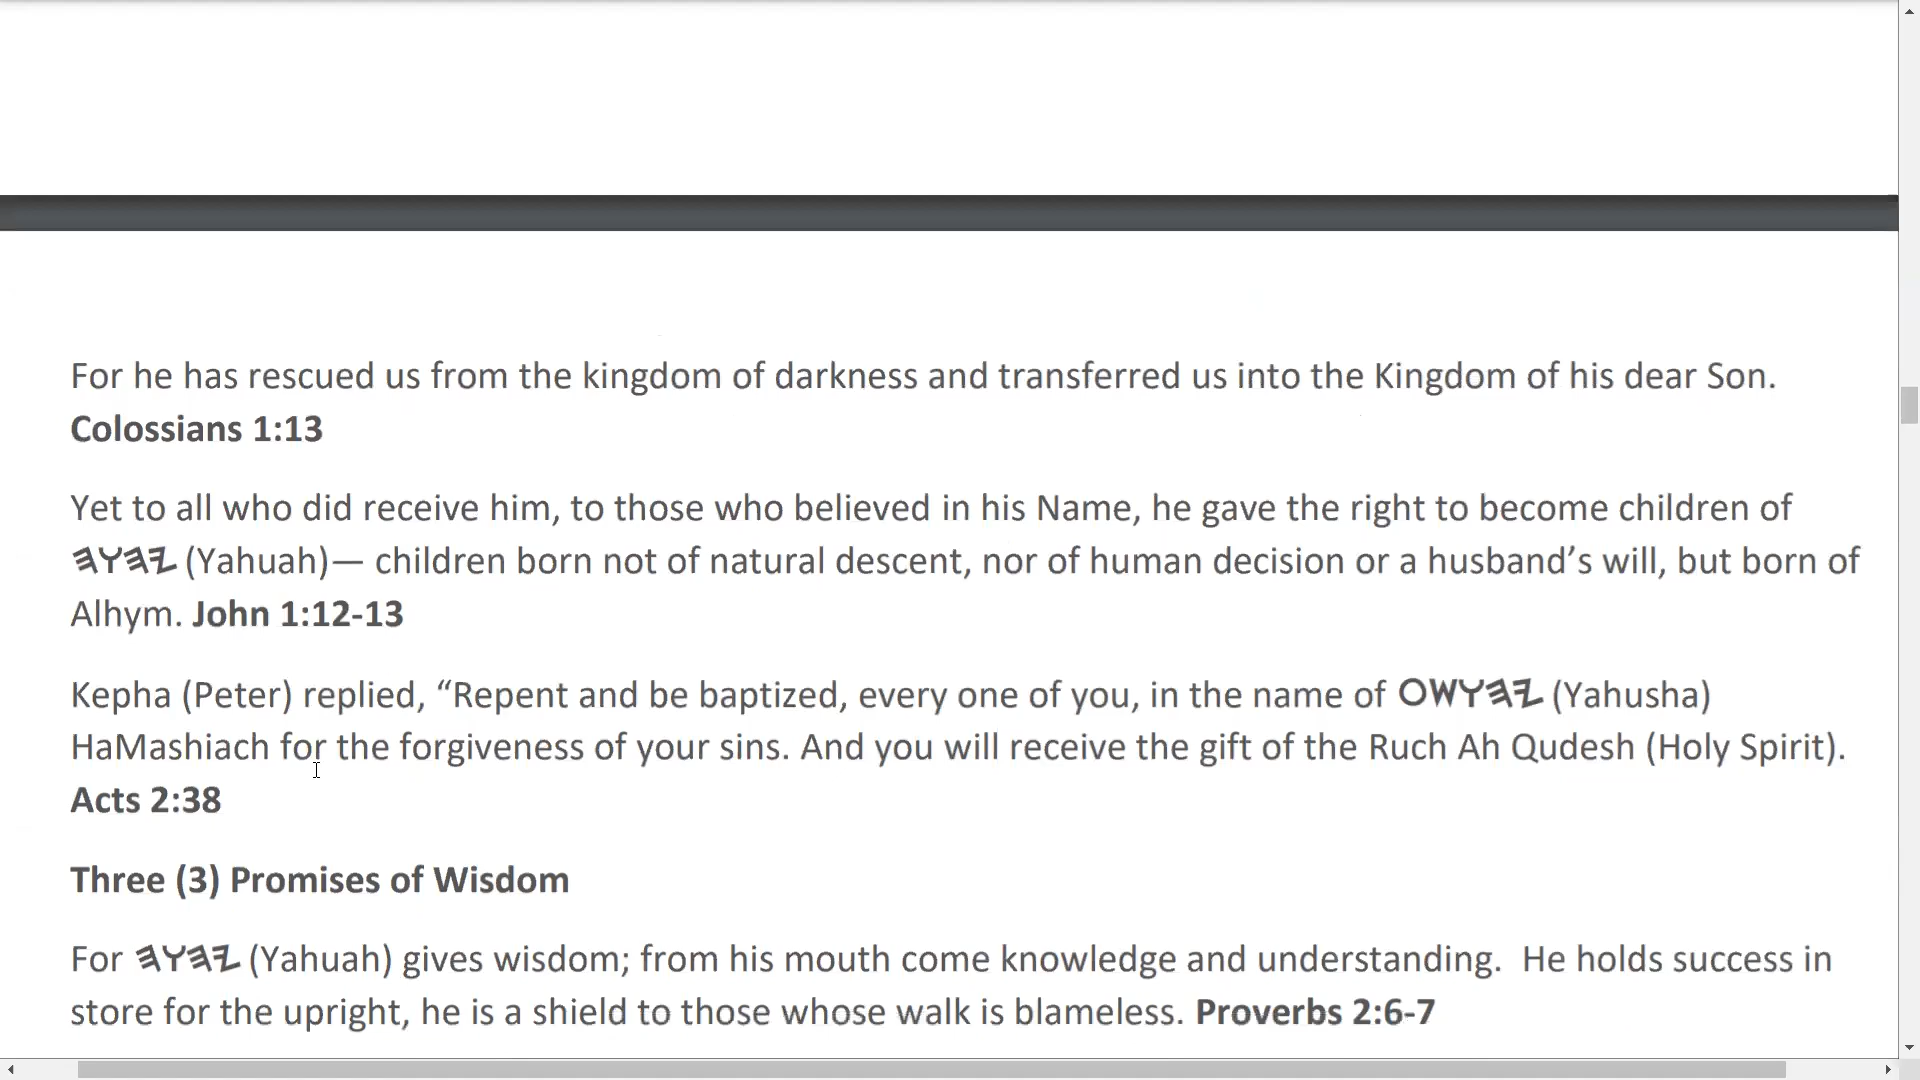 For he has rescued us from the kingdom of darkness and transferred us into the Kingdom of his dear Son.
Colossians 1:13
Yet to all who did receive him, to those who believed in his Name, he gave the right to become children of
𐤄𐤅𐤄𐤉 (Yahuah)— children born not of natural descent, nor of human decision or a husband’s will, but born of
Alhym. John 1:12-13
Kepha (Peter) replied, “Repent and be baptized, every one of you, in the name of 𐤏𐤔𐤅𐤄𐤉 (Yahusha)
HaMashiach for the forgiveness of your sins. And you will receive the gift of the Ruch Ah Qudesh (Holy Spirit).
Acts 2:38
Three (3) Promises of Wisdom
For 𐤄𐤅𐤄𐤉 (Yahuah) gives wisdom; from his mouth come knowledge and understanding.  He holds success in
store for the upright, he is a shield to those whose walk is blameless. Proverbs 2:6-7